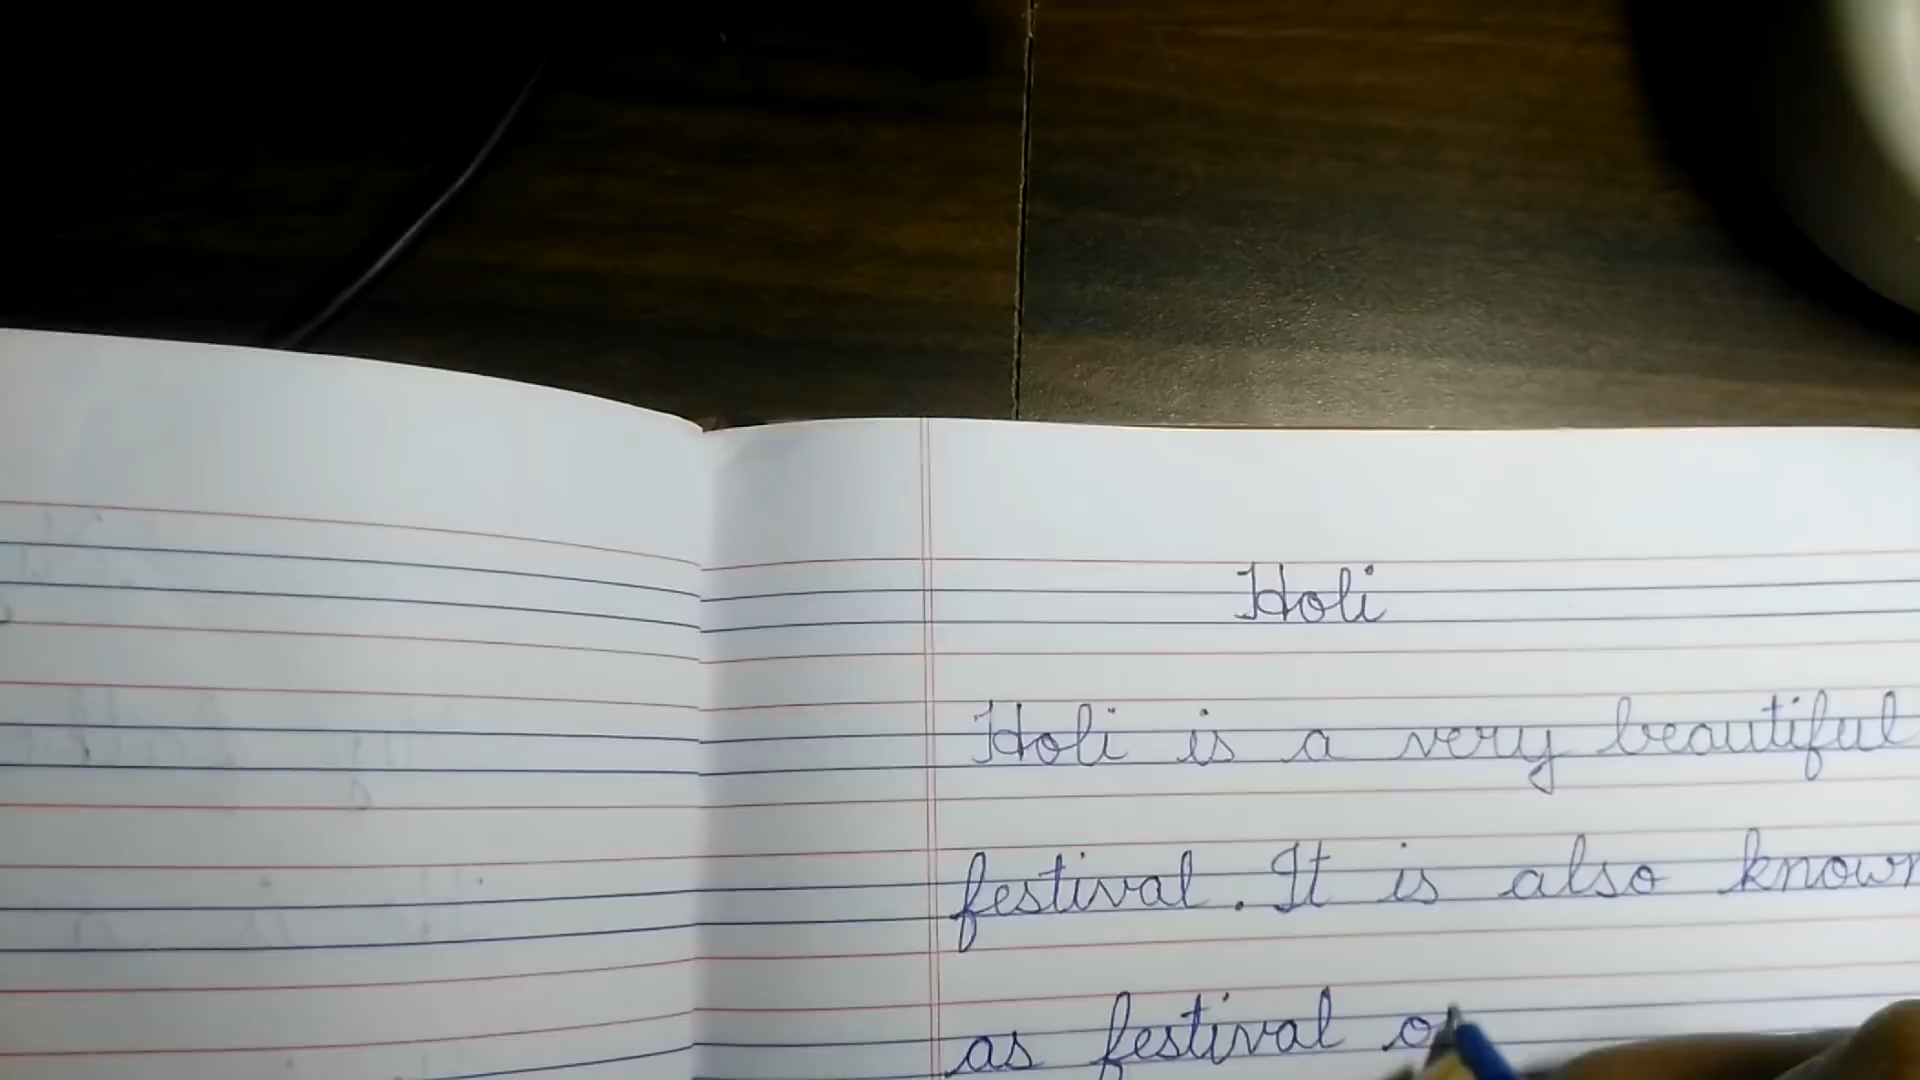 Holi
Holi is a very beautiful
festival. It is also known
as festival o